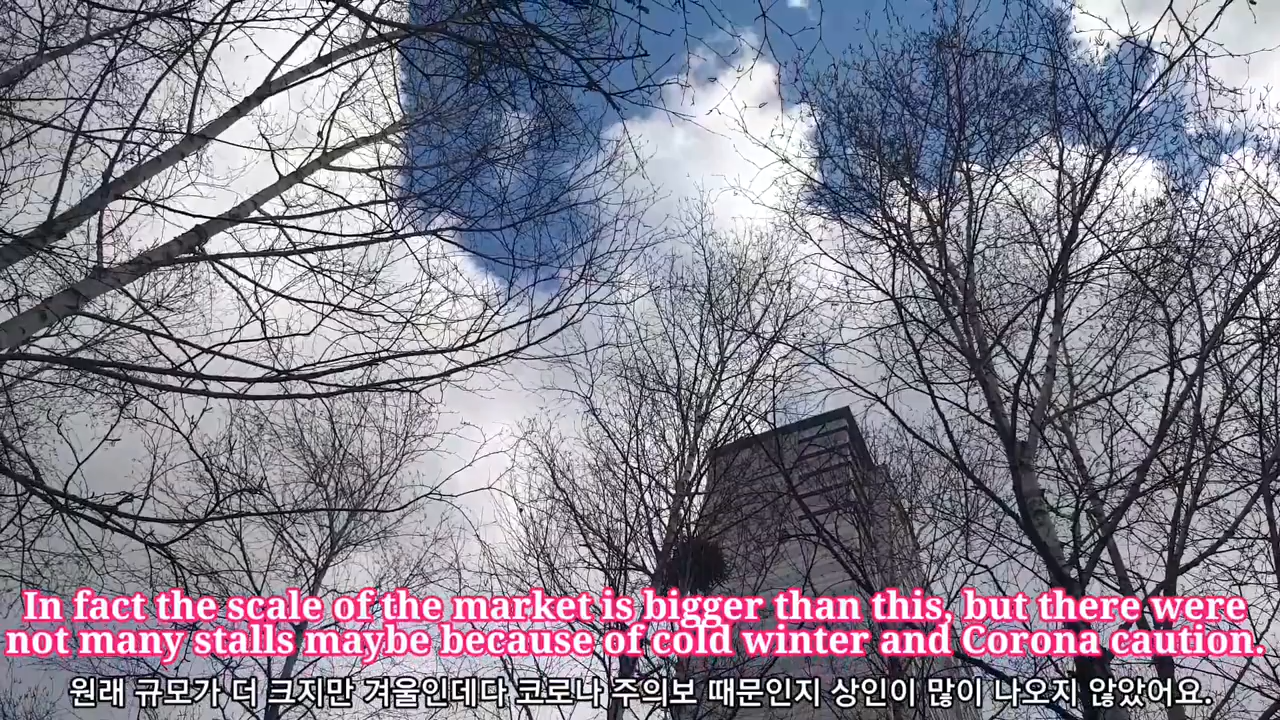 In fact the scale of the market is bigger than this, but there were
not many stalls maybe because of cold winter and Corona caution.
원래 규모가 더 크지만 겨울인데다 코로나 주의보 때문인지 상인이 많이 나오지 않았어요.